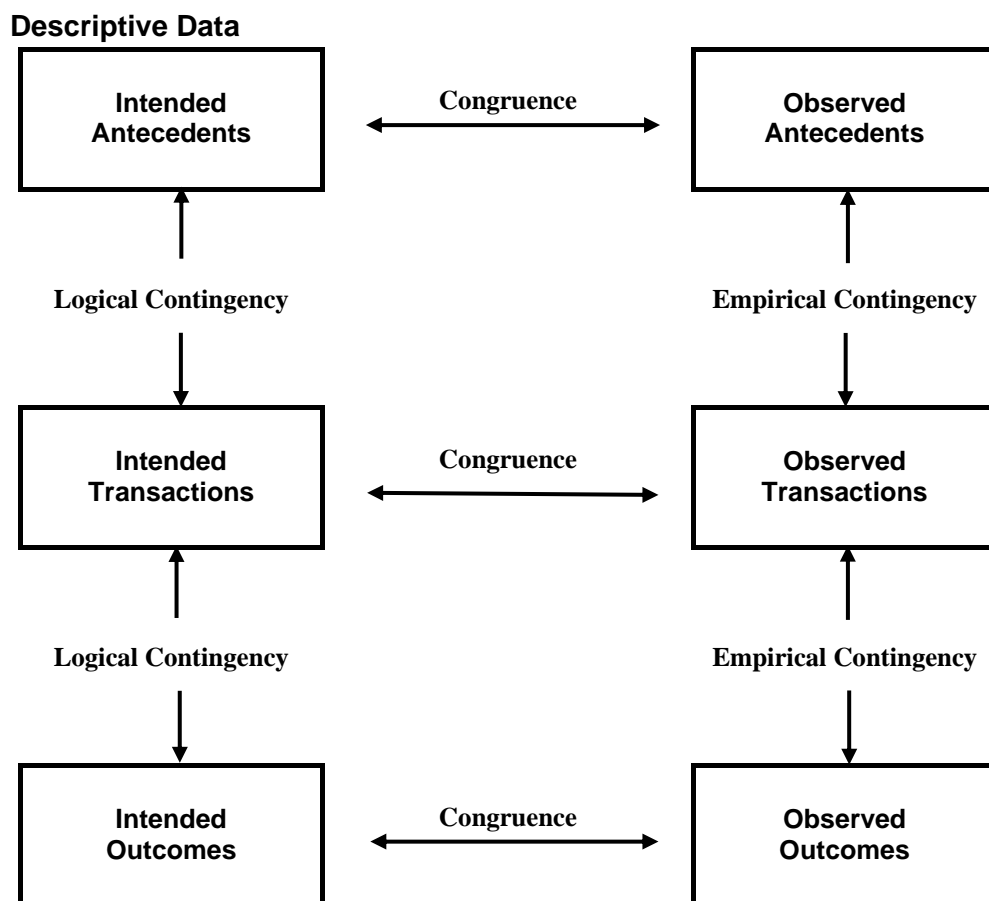 Descriptive Data
Intended
Antecedents
Congruence
Observed
Antecedents
Logical Contingency
Empirical Contingency
Intended
Transactions
Congruence
Observed
Transactions
Logical Contingency
Empirical Contingency
Intended
Outcomes
Congruence
Observed
Outcomes